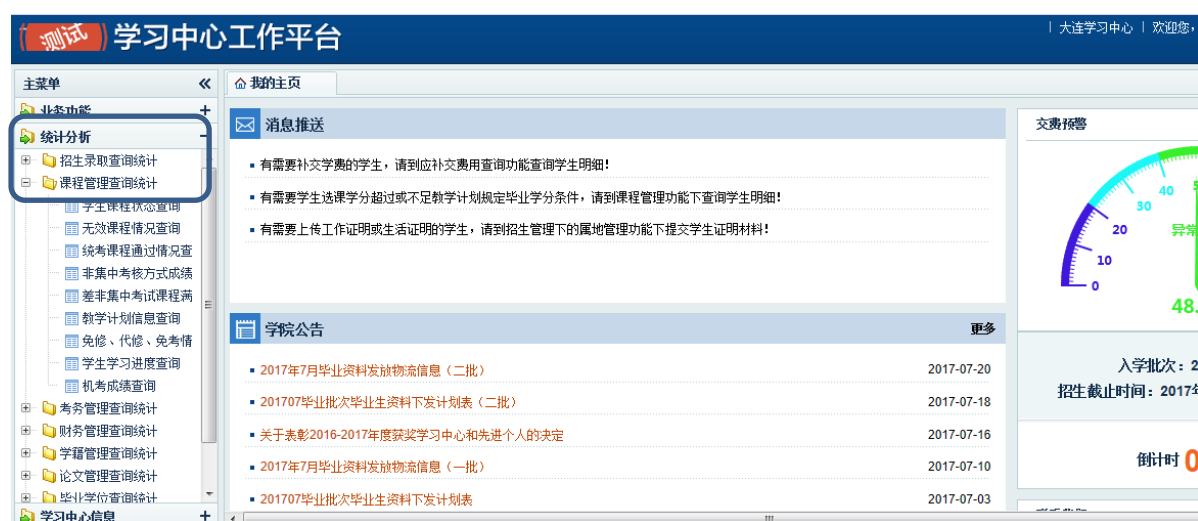 测试 学习中心工作平台
大连学习中心 | 欢迎您,
主菜单
我的主页
业务功能
统计分析
招生录取查询统计
课程管理查询统计
学生课程状态查询
无效课程情况查询
统考课程通过情况查
非集中考核方式成绩
差非集中考试课程满
教学计划信息查询
免修、代修、免考情
学生学习进度查询
机考成绩查询
考务管理查询统计
财务管理查询统计
学籍管理查询统计
论文管理查询统计
毕业学位查询统计
学习中心信息
消息推送
有需要补交学费的学生,请到应补交费用查询功能查询学生明细!
有需要学生选课学分超过或不足教学计划规定毕业学分条件,请到课程管理功能下查询学生明细!
有需要上传工作证明或生活证明的学生,请到招生管理下的属地管理功能下提交学生证明材料!
学院公告 更多
2017年7月毕业资料发放物流信息(二批) 2017-07-20
201707毕业批次毕业生资料下发计划表(二批) 2017-07-18
关于表彰2016-2017年度获奖学习中心和先进个人的决定 2017-07-16
2017年7月毕业资料发放物流信息(一批) 2017-07-10
201707毕业批次毕业生资料下发计划表 2017-07-03
交费预警
0
10
20
30
40
异常
48.
入学批次:2
招生截止时间:2017年
倒计时 0